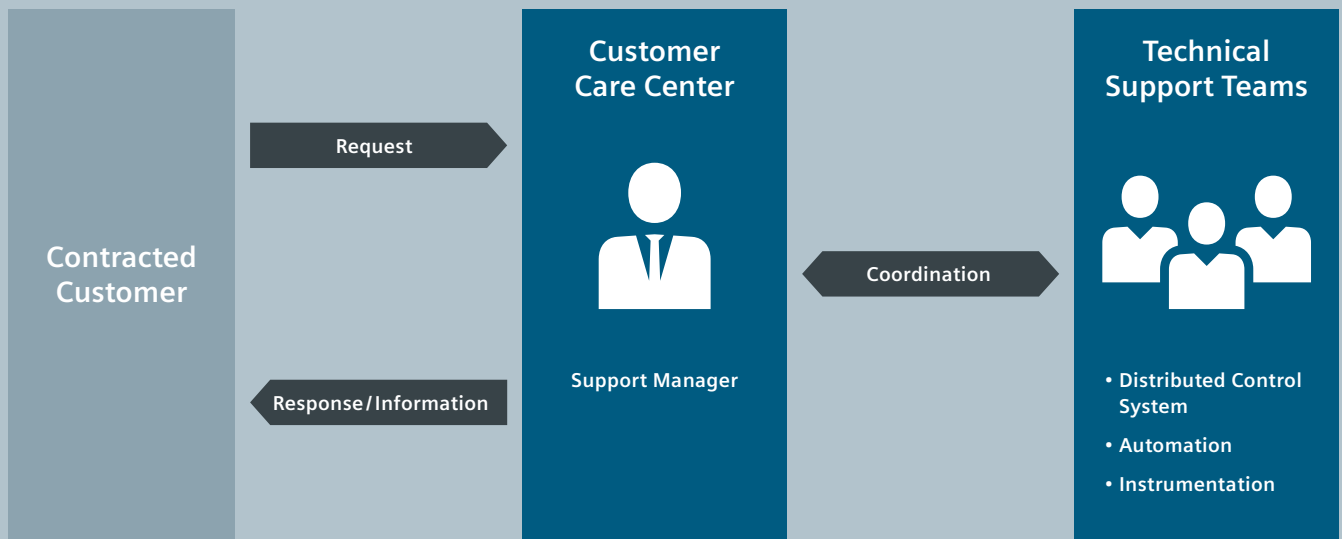 Contracted
Customer
Request
Response/Information
Customer
Care Center
Support Manager
Coordination
Technical
Support Teams
• Distributed Control
System
• Automation
• Instrumentation